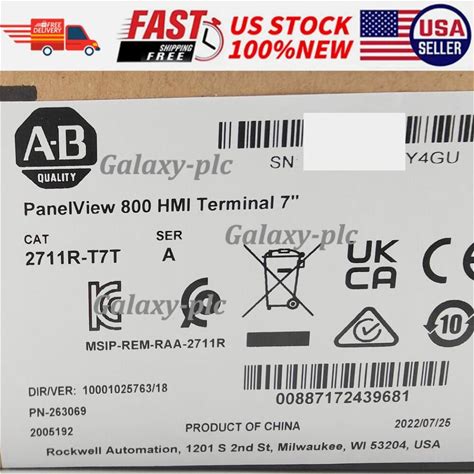 FAST
FREE SHIPPING
US STOCK
100%NEW
USA
SELLER
A-B
QUALITY
Galaxy-plc
SN
Y4GU
PanelView 800 HMI Terminal 7"
CAT SER
2711R-T7T A
Galaxy-plc
UK
CA
Galaxy-plc
10
MSIP-REM-RAA-2711R
DIR/VER: 10001025763/18
00887172439681
PN-263069
2005192
PRODUCT OF CHINA
2022/07/25
Rockwell Automation, 1201 S 2nd St, Milwaukee, WI 53204, USA